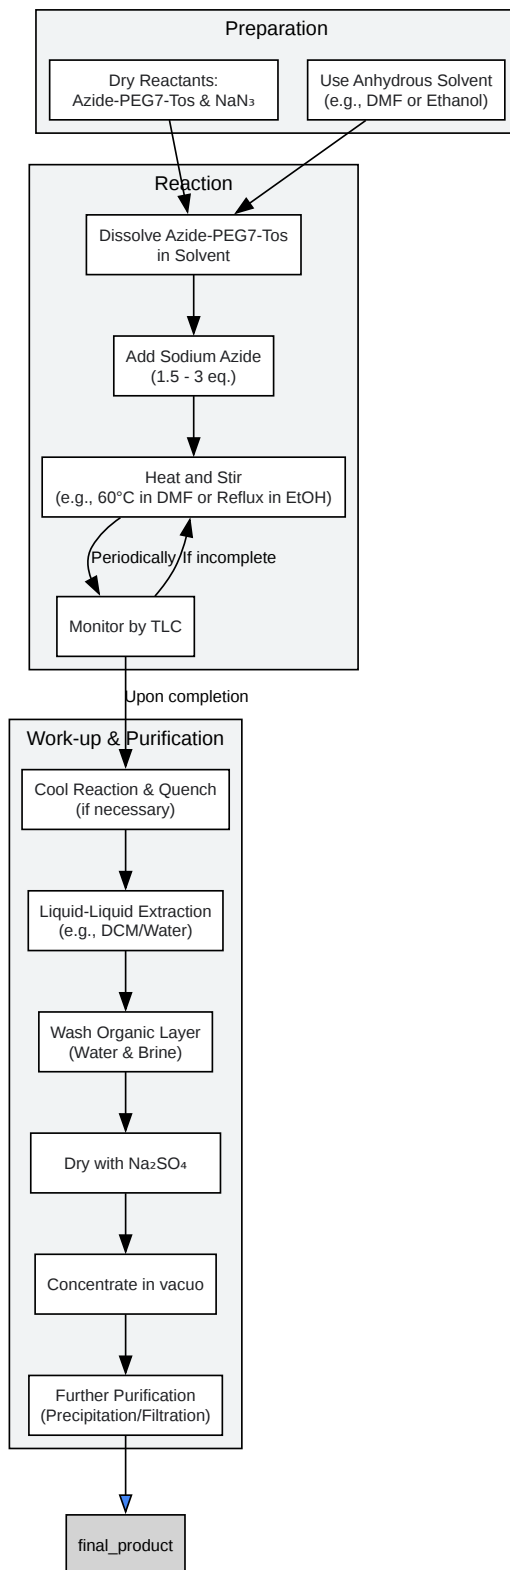 Preparation
Dry Reactants:
Azide-PEG7-Tos & NaN₃
Use Anhydrous Solvent
(e.g., DMF or Ethanol)
Reaction
Dissolve Azide-PEG7-Tos
in Solvent
Add Sodium Azide
(1.5 - 3 eq.)
Heat and Stir
(e.g., 60°C in DMF or Reflux in EtOH)
Periodically
If incomplete
Monitor by TLC
Upon completion
Work-up & Purification
Cool Reaction & Quench
(if necessary)
Liquid-Liquid Extraction
(e.g., DCM/Water)
Wash Organic Layer
(Water & Brine)
Dry with Na₂SO₄
Concentrate in vacuo
Further Purification
(Precipitation/Filtration)
final_product